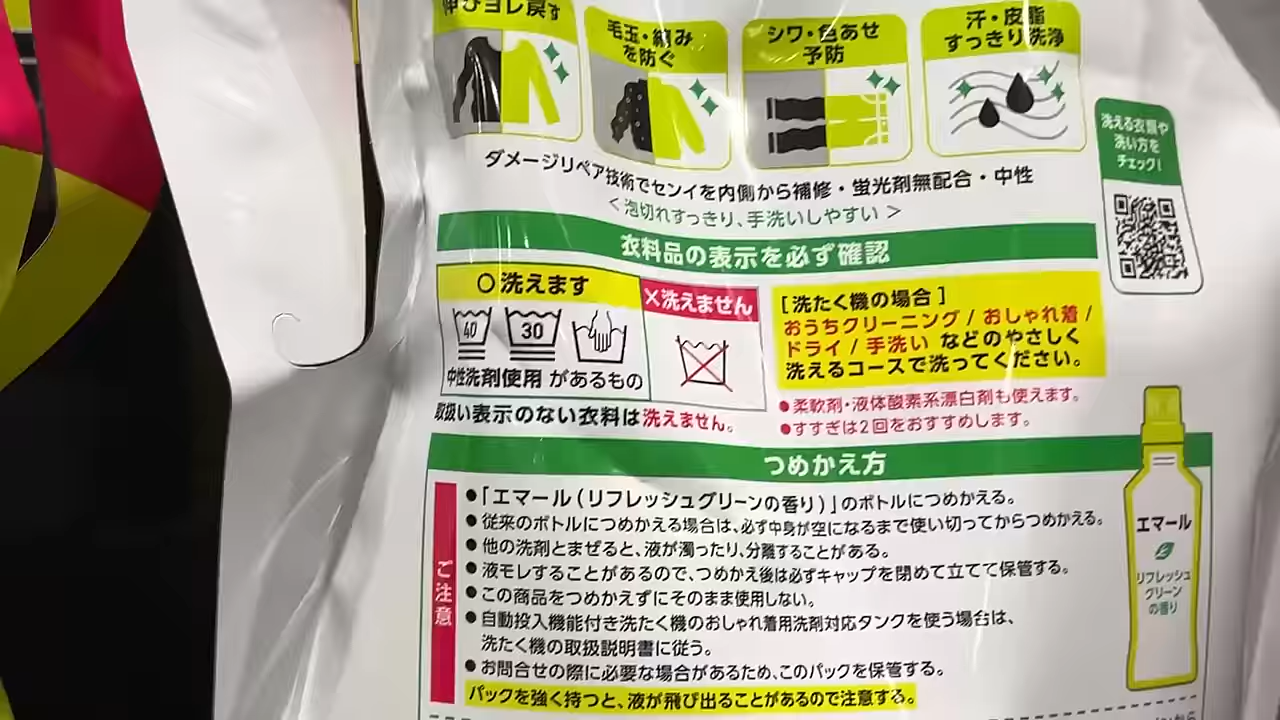 伸びヨレ戻す
毛玉・縮み
を防ぐ
シワ・色あせ
予防
汗・皮脂
すっきり洗浄
洗える衣類や
洗い方を
チェック!
ダメージリペア技術でセンイを内側から補修・蛍光剤無配合・中性
<泡切れすっきり、手洗いしやすい>
衣料品の表示を必ず確認
○洗えます
×洗えません
40
30
中性洗剤使用 があるもの
取扱い表示のない衣料は洗えません。
[洗たく機の場合]
おうちクリーニング/おしゃれ着/
ドライ/手洗い などのやさしく
洗えるコースで洗ってください。
●柔軟剤・液体酸素系漂白剤も使えます。
●すすぎは2回をおすすめします。
つめかえ方
ご注意
●「エマール(リフレッシュグリーンの香り)」のボトルにつめかえる。
●従来のボトルにつめかえる場合は、必ず中身が空になるまで使い切ってからつめかえる。
●他の洗剤とまぜると、液が濁ったり、分離することがある。
●液モレすることがあるので、つめかえ後は必ずキャップを閉めて立てて保管する。
●この商品をつめかえずにそのまま使用しない。
●自動投入機能付き洗たく機のおしゃれ着用洗剤対応タンクを使う場合は、
洗たく機の取扱説明書に従う。
●お問合せの際に必要な場合があるため、このパックを保管する。
パックを強く持つと、液が飛び出ることがあるので注意する。
エマール
リフレッシュ
グリーン
の香り